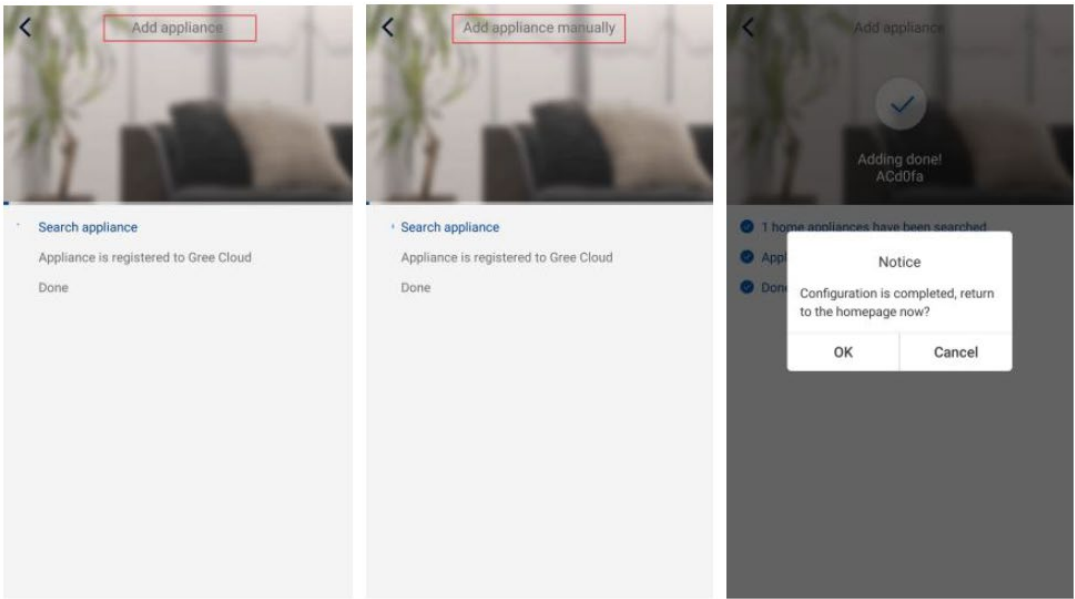 Add appliance
Search appliance
Appliance is registered to Gree Cloud
Done
Add appliance manually
Search appliance
Appliance is registered to Gree Cloud
Done
Add appliance
Adding done!
ACd0fa
1 home appliances have been searched
Appl
Done
Notice
Configuration is completed, return
to the homepage now?
OK
Cancel